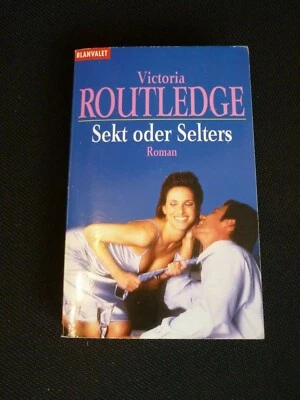 BLANVALET
Victoria
ROUTLEDGE
Sekt oder Selters
Roman